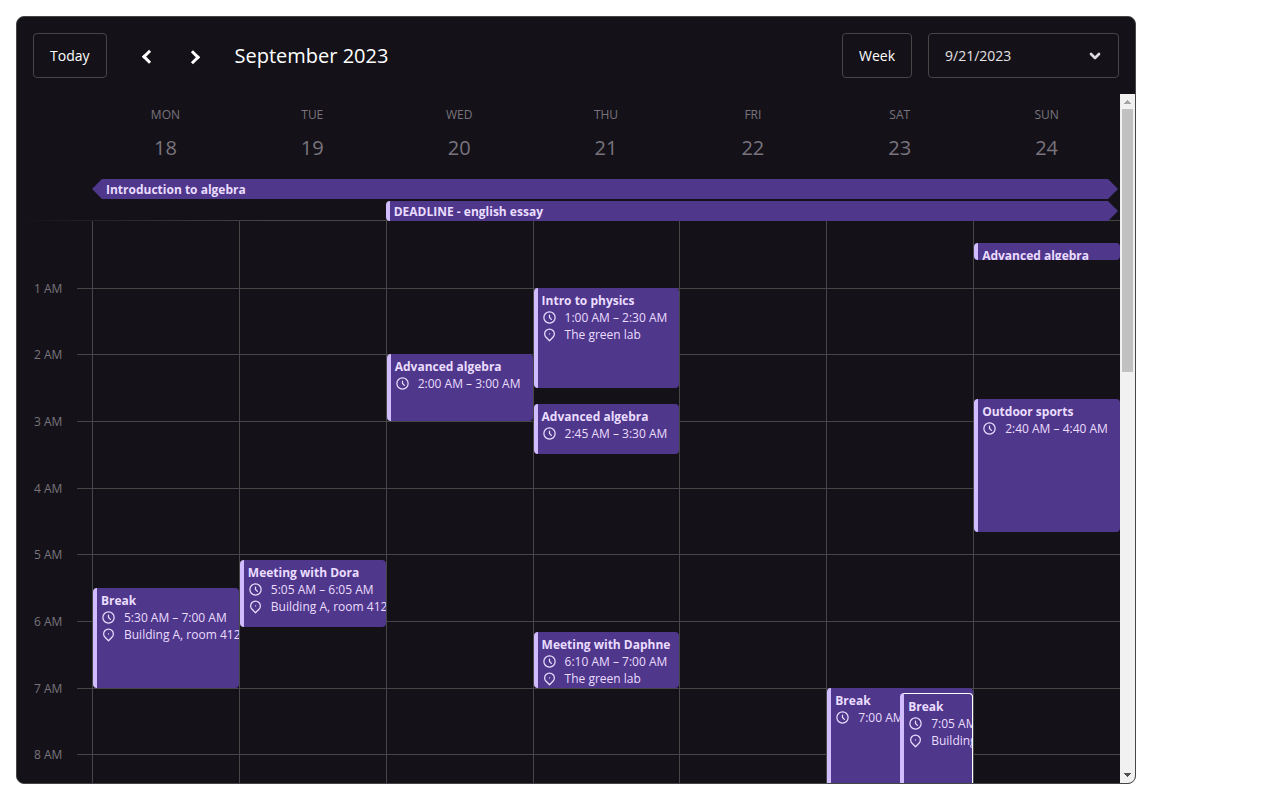 Today
September 2023
Week
9/21/2023
MON TUE WED THU FRI SAT SUN
18 19 20 21 22 23 24
Introduction to algebra
DEADLINE - english essay
Advanced algebra
1 AM
Intro to physics
1:00 AM – 2:30 AM
The green lab
2 AM
Advanced algebra
2:00 AM – 3:00 AM
Advanced algebra
2:45 AM – 3:30 AM
Outdoor sports
2:40 AM – 4:40 AM
3 AM
4 AM
5 AM
Meeting with Dora
5:05 AM – 6:05 AM
Building A, room 412
Break
5:30 AM – 7:00 AM
Building A, room 412
6 AM
Meeting with Daphne
6:10 AM – 7:00 AM
The green lab
7 AM
Break
7:00 AM
Break
7:05 AM
Building
8 AM